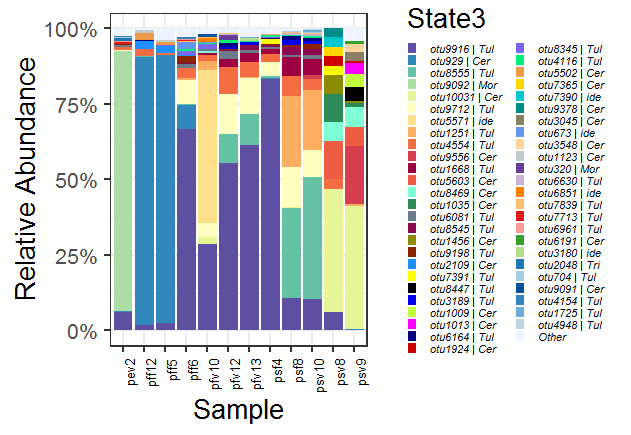 State3
100%
75%
50%
25%
0%
Relative Abundance
pev2
pff12
pff5
pff6
pfv10
pfv12
pfv13
psf4
psf8
psv10
psv8
psv9
Sample
otu9916 | Tul
otu929 | Cer
otu8555 | Tul
otu9092 | Mor
otu10031 | Cer
otu9712 | Tul
otu5571 | ide
otu1251 | Tul
otu4554 | Tul
otu9556 | Cer
otu1668 | Tul
otu5603 | Cer
otu8469 | Cer
otu1035 | Cer
otu6081 | Tul
otu8545 | Tul
otu1456 | Cer
otu9198 | Tul
otu2109 | Cer
otu7391 | Tul
otu8447 | Tul
otu3189 | Tul
otu1009 | Cer
otu1013 | Cer
otu6164 | Tul
otu1924 | Cer
otu8345 | Tul
otu4116 | Tul
otu5502 | Cer
otu7365 | Cer
otu7390 | ide
otu9378 | Cer
otu3045 | Cer
otu673 | ide
otu3548 | Cer
otu1123 | Cer
otu320 | Mor
otu6630 | Tul
otu6851 | ide
otu7839 | Tul
otu7713 | Tul
otu6961 | Tul
otu6191 | Cer
otu3180 | ide
otu2048 | Tri
otu704 | Tul
otu9091 | Cer
otu4154 | Tul
otu1725 | Tul
otu4948 | Tul
Other